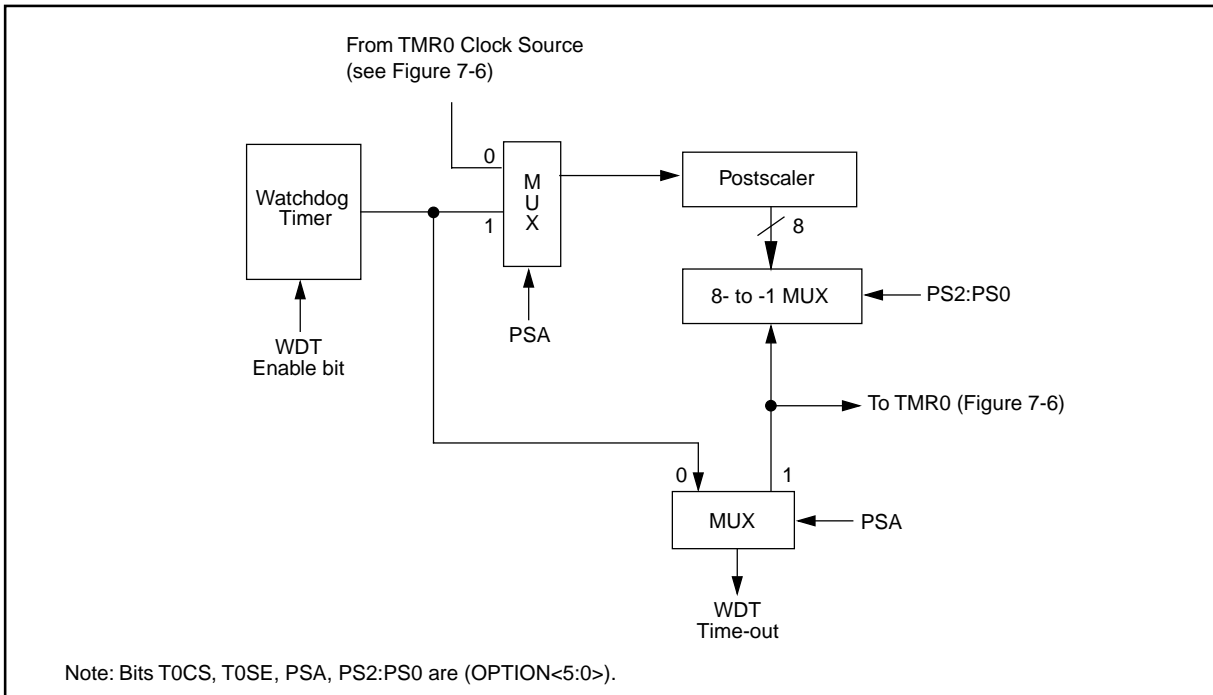 From TMR0 Clock Source
(see Figure 7-6)
0
M
U
X
1
Watchdog
Timer
Postscaler
8
8- to -1 MUX
PS2:PS0
PSA
WDT
Enable bit
To TMR0 (Figure 7-6)
0
1
MUX
PSA
WDT
Time-out
Note: Bits T0CS, T0SE, PSA, PS2:PS0 are (OPTION<5:0>).